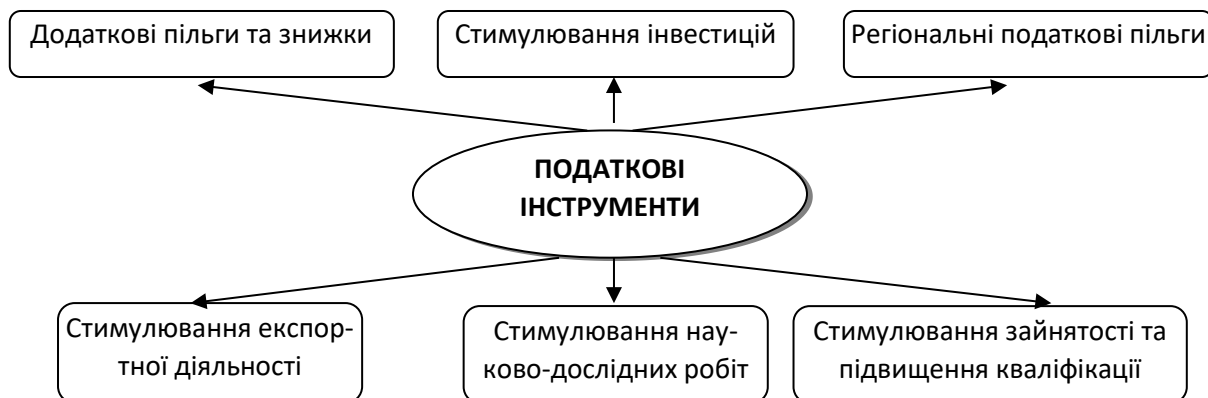 Додаткові пільги та знижки
Стимулювання інвестицій
Регіональні податкові пільги
ПОДАТКОВІ
ІНСТРУМЕНТИ
Стимулювання експор-
тної діяльності
Стимулювання нау-
ково-дослідних робіт
Стимулювання зайнятості та
підвищення кваліфікації